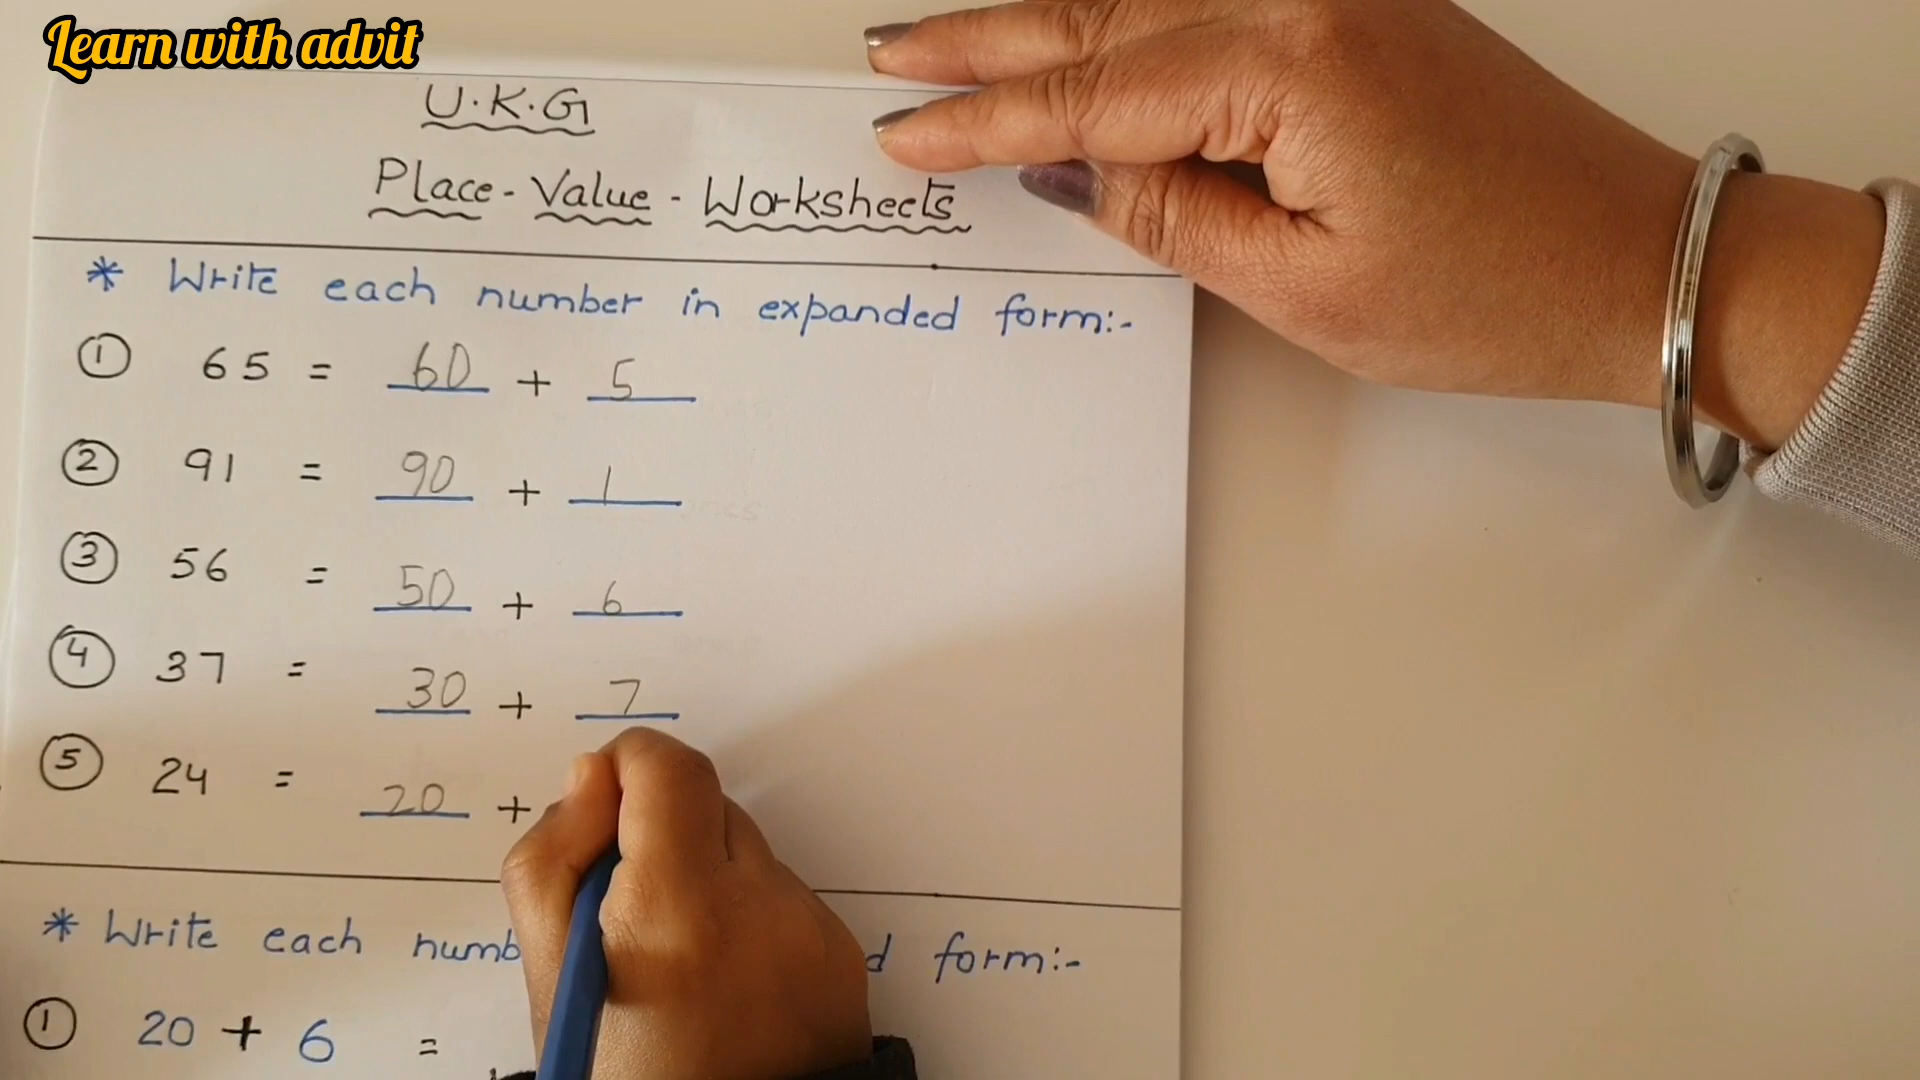 Learn with advit
U.K.G
Place - Value - Worksheets
* Write each number in expanded form:-
① 65 = 60 + 5
② 91 = 90 + 1
③ 56 = 50 + 6
④ 37 = 30 + 7
⑤ 24 = 20 +
* Write each form:-
① 20 + 6 =